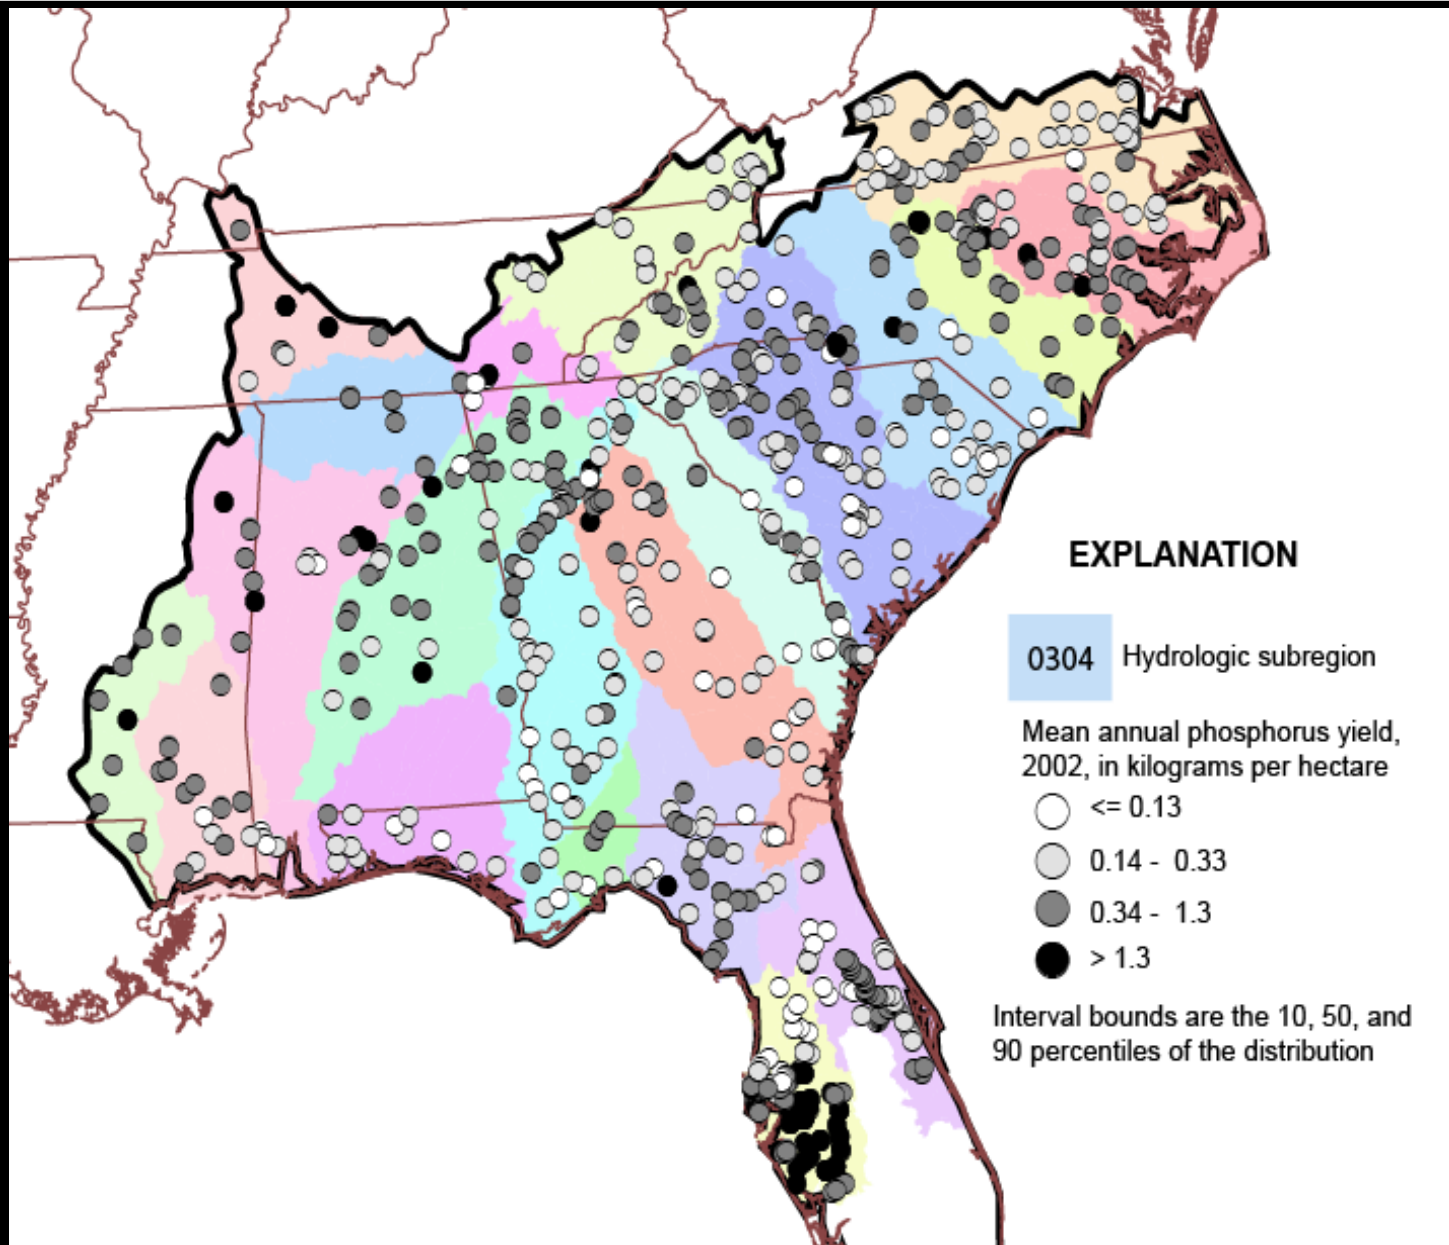 EXPLANATION
0304 Hydrologic subregion
Mean annual phosphorus yield,
2002, in kilograms per hectare
<= 0.13
0.14 - 0.33
0.34 - 1.3
> 1.3
Interval bounds are the 10, 50, and
90 percentiles of the distribution